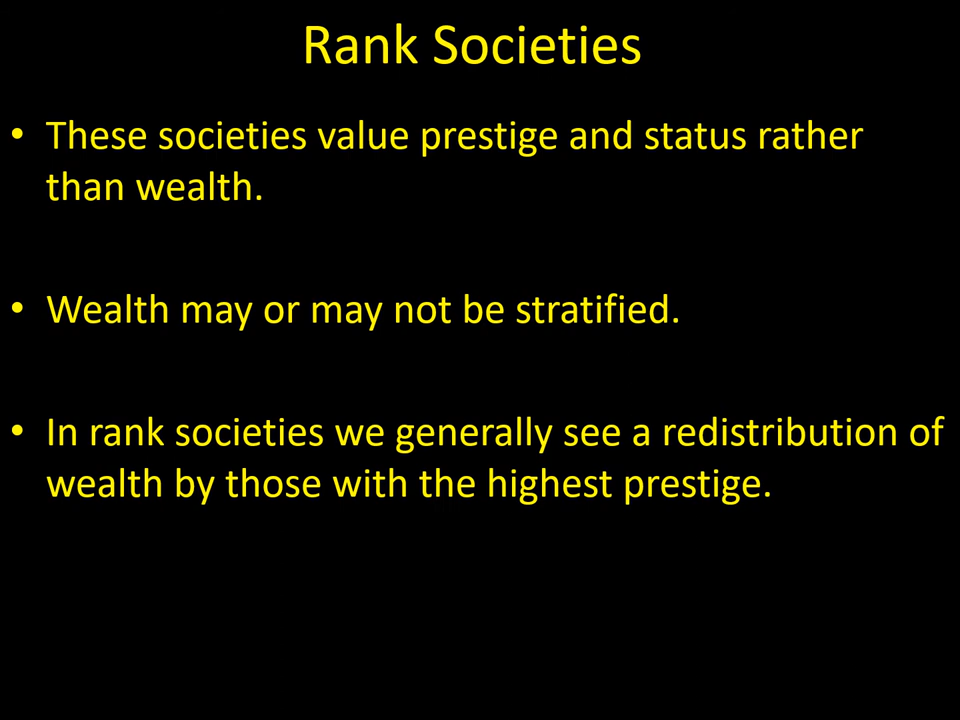 Rank Societies
• These societies value prestige and status rather
than wealth.
• Wealth may or may not be stratified.
• In rank societies we generally see a redistribution of
wealth by those with the highest prestige.